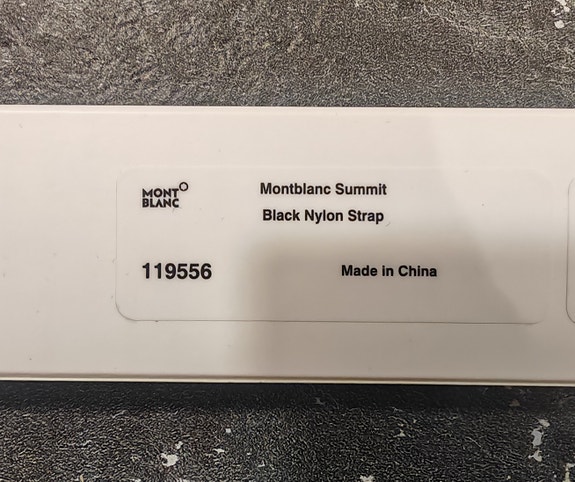 MONT
BLANC
Montblanc Summit
Black Nylon Strap
119556
Made in China